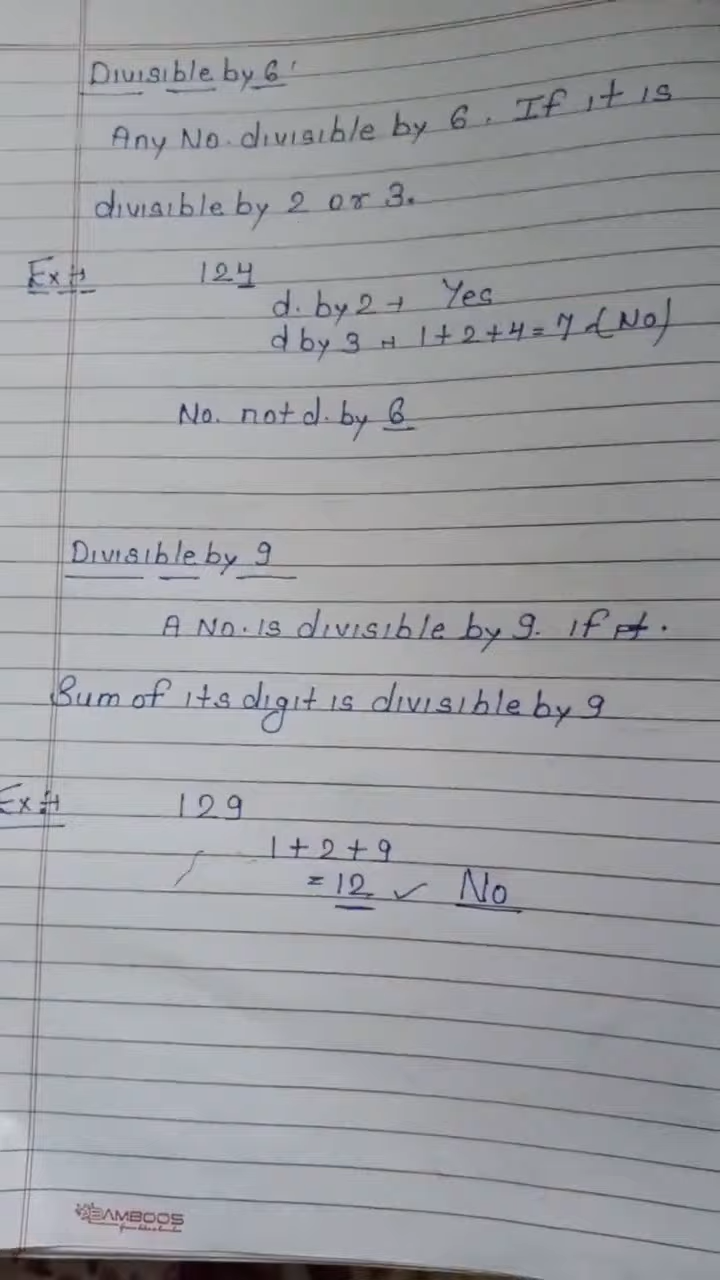 Divisible by 6'
Any No. divisible by 6. If it is
divisible by 2 or 3.
Ex # 124
d. by 2 → Yes
d by 3 → 1+2+4=7 (No)
No. not d. by 6
Divisible by 9
A No. is divisible by 9. if
Sum of its digit is divisible by 9
Ex # 129
1+2+9
= 12 ✓ No
BAMBOOS